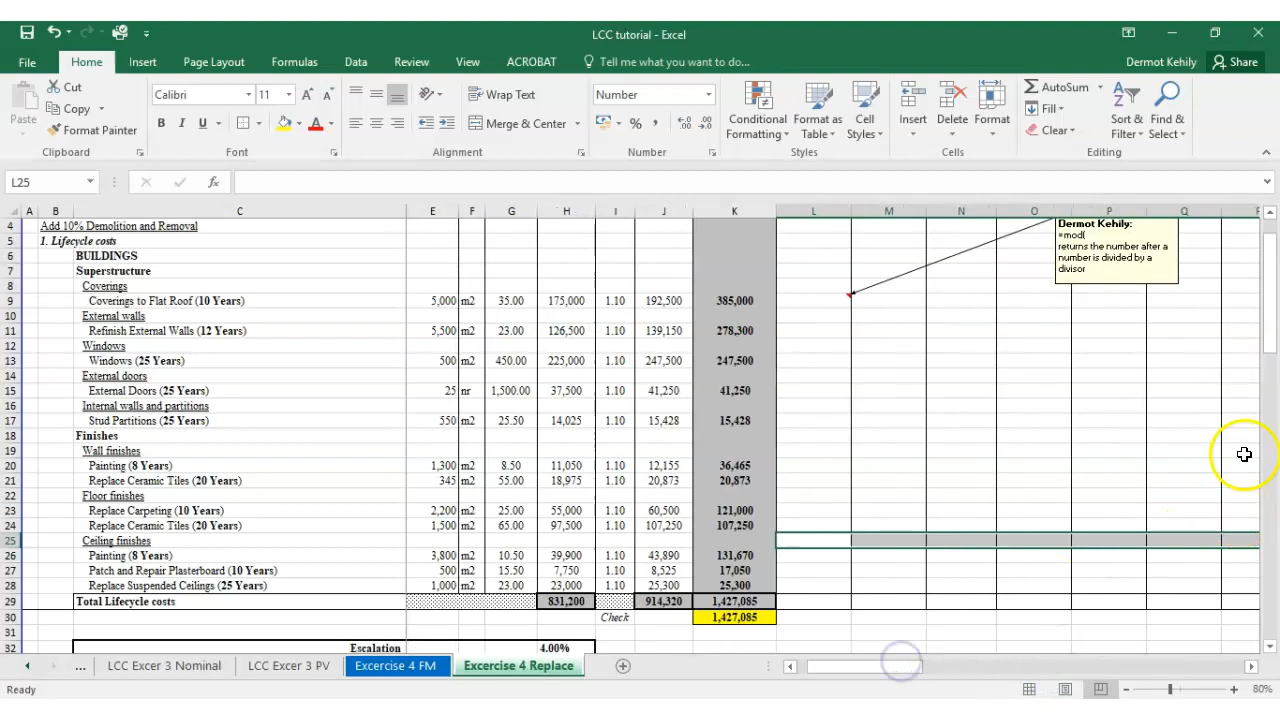 LCC tutorial - Excel
File Home Insert Page Layout Formulas Data Review View ACROBAT Tell me what you want to do... Dermot Kehily Share
Paste Cut Copy Format Painter
Calibri 11 A A B I U A
Wrap Text Merge & Center
Number % ,
Conditional Formatting Format as Table Cell Styles
Insert Delete Format
AutoSum Fill Clear Sort & Filter Find & Select
Clipboard Font Alignment Number Styles Cells Editing
L25 fx
A B C E F G H I J K L M N O P Q
4 Add 10% Demolition and Removal
5 1. Lifecycle costs
6 BUILDINGS
7 Superstructure
8 Coverings
9 Coverings to Flat Roof (10 Years) 5,000 m2 35.00 175,000 1.10 192,500 385,000
10 External walls
11 Refinish External Walls (12 Years) 5,500 m2 23.00 126,500 1.10 139,150 278,300
12 Windows
13 Windows (25 Years) 500 m2 450.00 225,000 1.10 247,500 247,500
14 External doors
15 External Doors (25 Years) 25 nr 1,500.00 37,500 1.10 41,250 41,250
16 Internal walls and partitions
17 Stud Partitions (25 Years) 550 m2 25.50 14,025 1.10 15,428 15,428
18 Finishes
19 Wall finishes
20 Painting (8 Years) 1,300 m2 8.50 11,050 1.10 12,155 36,465
21 Replace Ceramic Tiles (20 Years) 345 m2 55.00 18,975 1.10 20,873 20,873
22 Floor finishes
23 Replace Carpeting (10 Years) 2,200 m2 25.00 55,000 1.10 60,500 121,000
24 Replace Ceramic Tiles (20 Years) 1,500 m2 65.00 97,500 1.10 107,250 107,250
25 Ceiling finishes
26 Painting (8 Years) 3,800 m2 10.50 39,900 1.10 43,890 131,670
27 Patch and Repair Plasterboard (10 Years) 500 m2 15.50 7,750 1.10 8,525 17,050
28 Replace Suspended Ceilings (25 Years) 1,000 m2 23.00 23,000 1.10 25,300 25,300
29 Total Lifecycle costs 831,200 914,320 1,427,085
30 Check 1,427,085
31
32 Escalation 4.00%
Dermot Kehily:
=mod(
returns the number after a
number is divided by a
divisor
... LCC Excer 3 Nominal LCC Excer 3 PV Excercise 4 FM Excercise 4 Replace
Ready 80%